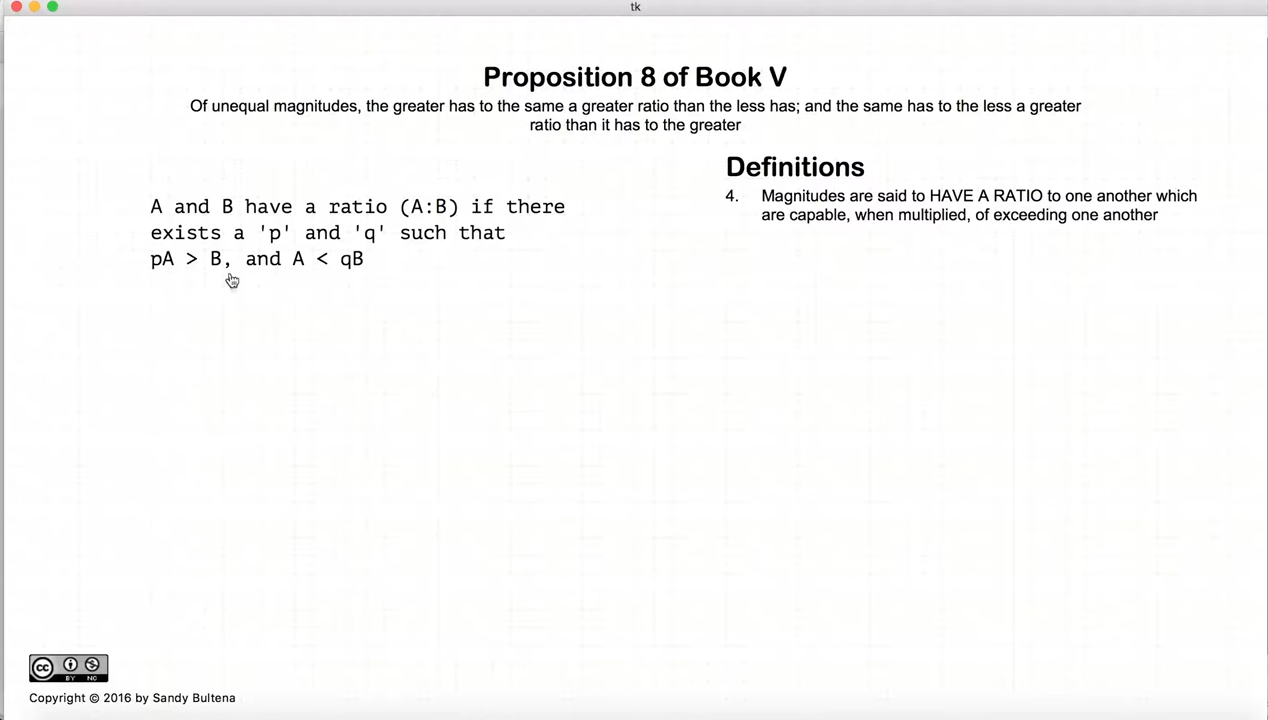 tk
Proposition 8 of Book V
Of unequal magnitudes, the greater has to the same a greater ratio than the less has; and the same has to the less a greater
ratio than it has to the greater
A and B have a ratio (A:B) if there
exists a 'p' and 'q' such that
pA > B, and A < qB
Definitions
4. Magnitudes are said to HAVE A RATIO to one another which
are capable, when multiplied, of exceeding one another
cc
BY NC
Copyright © 2016 by Sandy Bultena